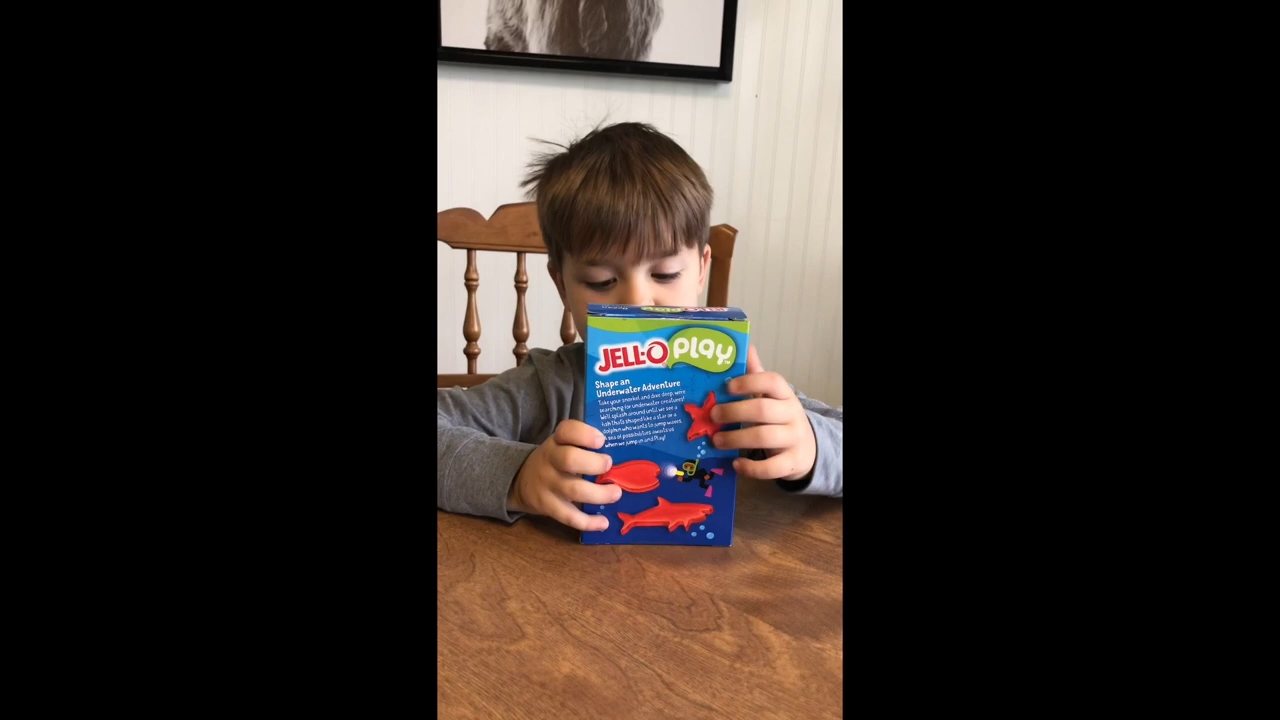 JELL-O play
Shape an
Underwater Adventure
Take your snorkel and dive deep, were
searching for underwater creatures!
We'll splash around until we see a
fish that's shaped like a star or a
dolphin who wants to jump waves.
A sea of possibilities awaits us
when we jump in and Play!